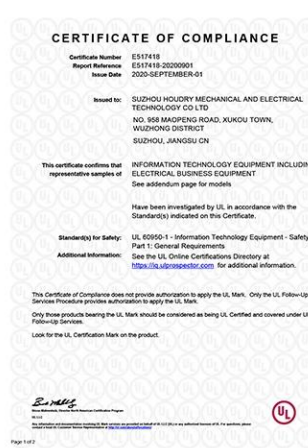 CERTIFICATE OF COMPLIANCE
Certificate Number E517418
Report Reference E517418-20200901
Issue Date 2020-SEPTEMBER-01
Issued to: SUZHOU HOUDRY MECHANICAL AND ELECTRICAL
TECHNOLOGY CO LTD
NO. 958 MAOPENG ROAD, XUKOU TOWN,
WUZHONG DISTRICT
SUZHOU, JIANGSU CN
This certificate confirms that INFORMATION TECHNOLOGY EQUIPMENT INCLUDIN
representative samples of ELECTRICAL BUSINESS EQUIPMENT
See addendum page for models
Have been investigated by UL in accordance with the
Standard(s) indicated on this Certificate.
Standard(s) for Safety: UL 60950-1 - Information Technology Equipment - Safety
Part 1: General Requirements
Additional Information: See the UL Online Certifications Directory at
https://iq.ulprospector.com for additional information.
This Certificate of Compliance does not provide authorization to apply the UL Mark. Only the UL Follow-Up
Services Procedure provides authorization to apply the UL Mark.
Only those products bearing the UL Mark should be considered as being UL Certified and covered under UL
Follow-Up Services.
Look for the UL Certification Mark on the product.
UL
Page 1 of 2